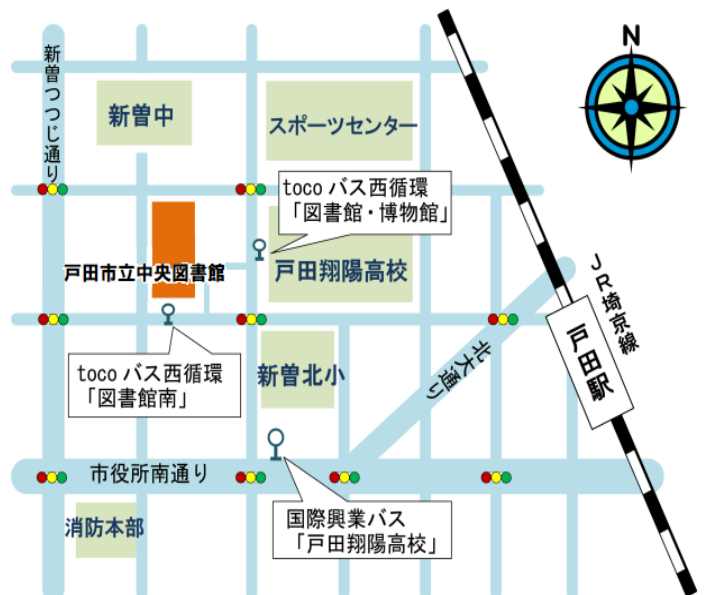 N
新曽つつじ通り
新曽中
スポーツセンター
tocoバス西循環
「図書館・博物館」
戸田市立中央図書館
戸田翔陽高校
JR埼京線
戸田駅
tocoバス西循環
「図書館南」
新曽北小
北大通り
市役所南通り
消防本部
国際興業バス
「戸田翔陽高校」